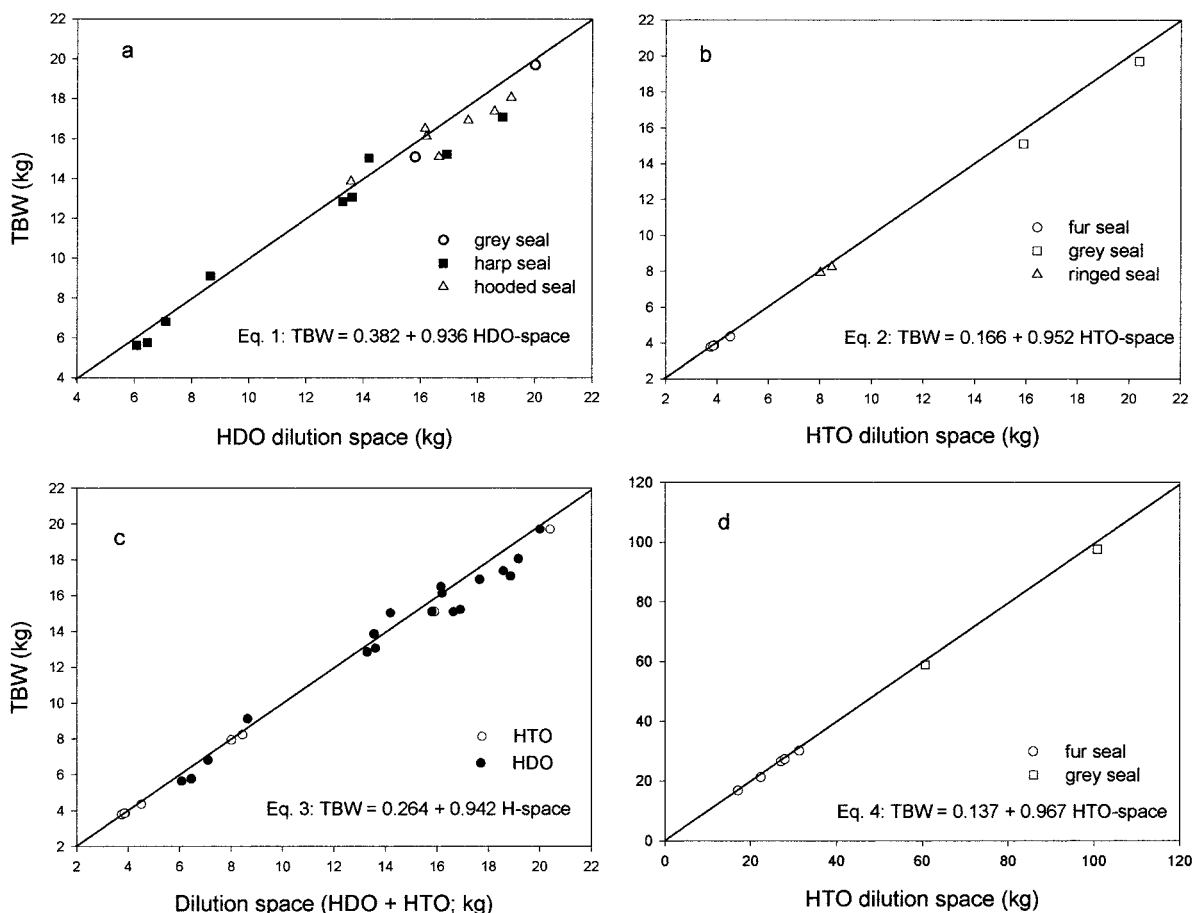 a
22
20
18
16
14
12
10
8
6
4
TBW (kg)
grey seal
harp seal
hooded seal
Eq. 1: TBW = 0.382 + 0.936 HDO-space
4 6 8 10 12 14 16 18 20 22
HDO dilution space (kg)
b
22
20
18
16
14
12
10
8
6
4
2
fur seal
grey seal
ringed seal
Eq. 2: TBW = 0.166 + 0.952 HTO-space
2 4 6 8 10 12 14 16 18 20 22
HTO dilution space (kg)
c
22
20
18
16
14
12
10
8
6
4
2
TBW (kg)
HTO
HDO
Eq. 3: TBW = 0.264 + 0.942 H-space
2 4 6 8 10 12 14 16 18 20 22
Dilution space (HDO + HTO; kg)
d
120
100
80
60
40
20
0
fur seal
grey seal
Eq. 4: TBW = 0.137 + 0.967 HTO-space
0 20 40 60 80 100 120
HTO dilution space (kg)